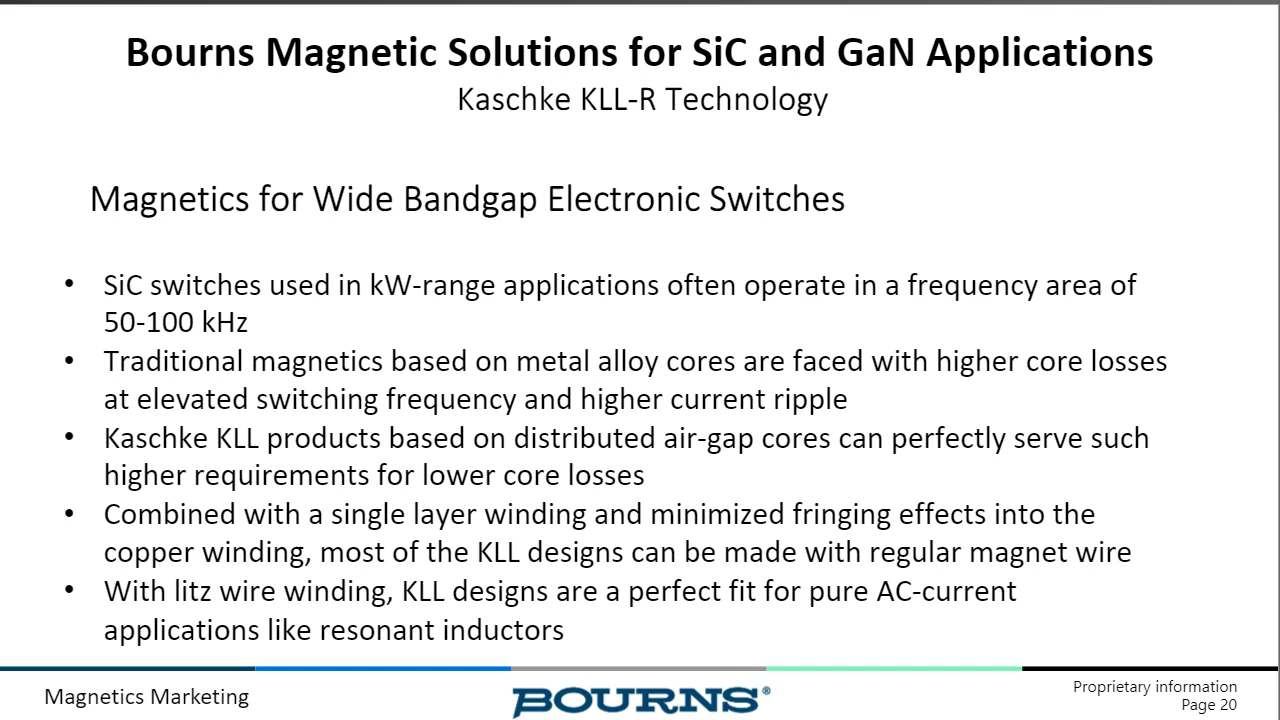 Bourns Magnetic Solutions for SiC and GaN Applications
Kaschke KLL-R Technology
Magnetics for Wide Bandgap Electronic Switches
• SiC switches used in kW-range applications often operate in a frequency area of
50-100 kHz
• Traditional magnetics based on metal alloy cores are faced with higher core losses
at elevated switching frequency and higher current ripple
• Kaschke KLL products based on distributed air-gap cores can perfectly serve such
higher requirements for lower core losses
• Combined with a single layer winding and minimized fringing effects into the
copper winding, most of the KLL designs can be made with regular magnet wire
• With litz wire winding, KLL designs are a perfect fit for pure AC-current
applications like resonant inductors
Magnetics Marketing
BOURNS®
Proprietary information
Page 20